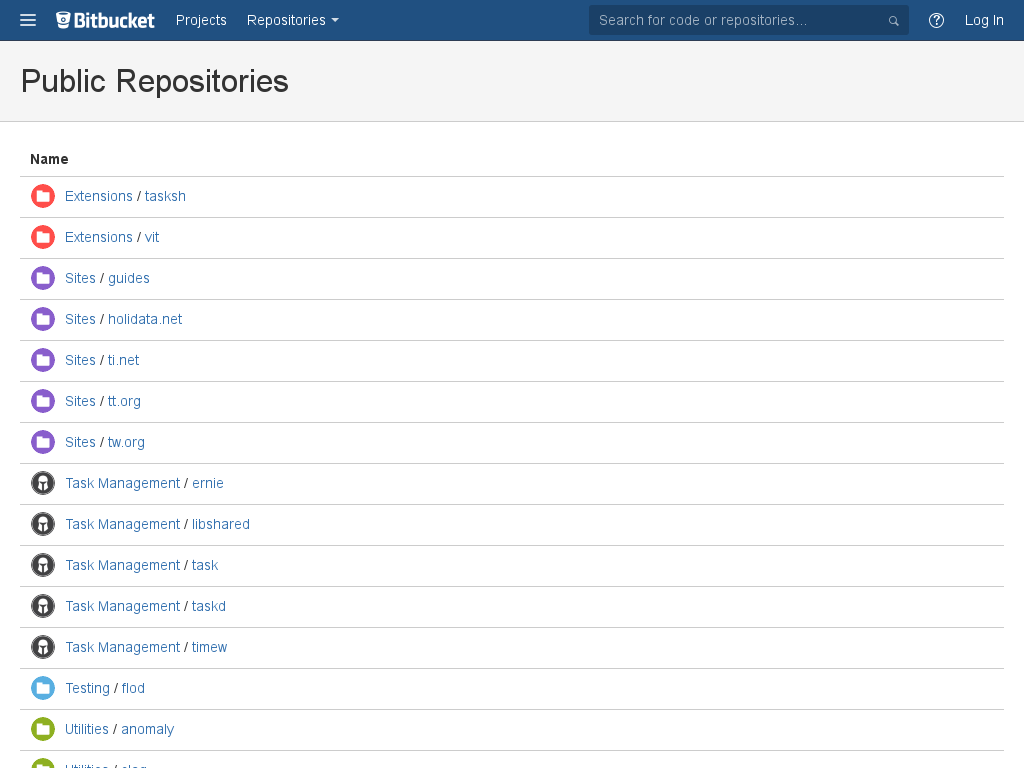 Bitbucket Projects Repositories Search for code or repositories... Log In
Public Repositories
Name
Extensions / tasksh
Extensions / vit
Sites / guides
Sites / holidata.net
Sites / ti.net
Sites / tt.org
Sites / tw.org
Task Management / ernie
Task Management / libshared
Task Management / task
Task Management / taskd
Task Management / timew
Testing / flod
Utilities / anomaly
Utilities /